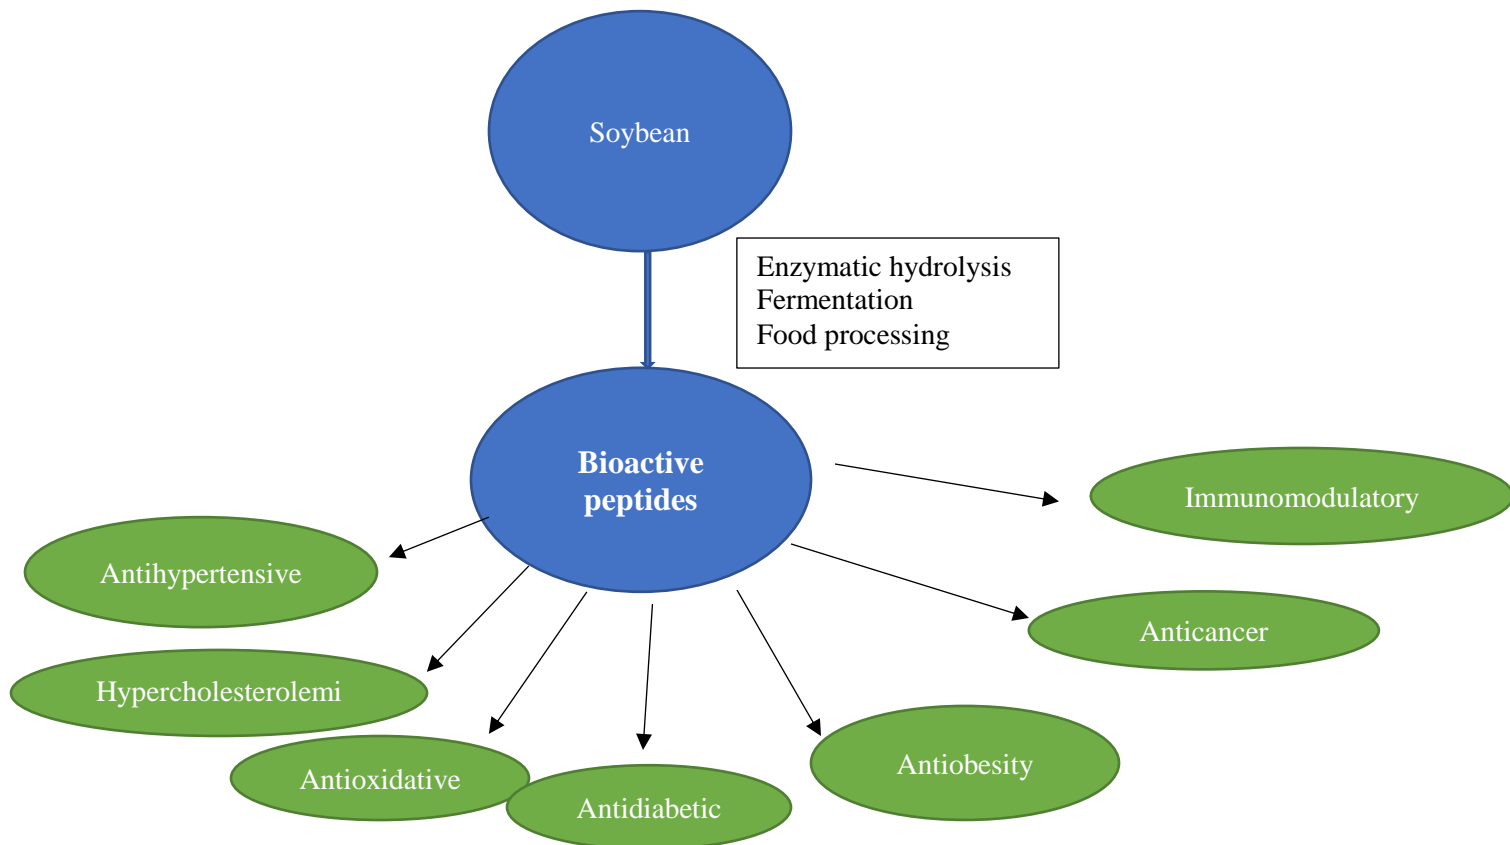 Soybean
Enzymatic hydrolysis
Fermentation
Food processing
Bioactive
peptides
Immunomodulatory
Antihypertensive
Anticancer
Hypercholesterolemi
Antioxidative
Antidiabetic
Antiobesity